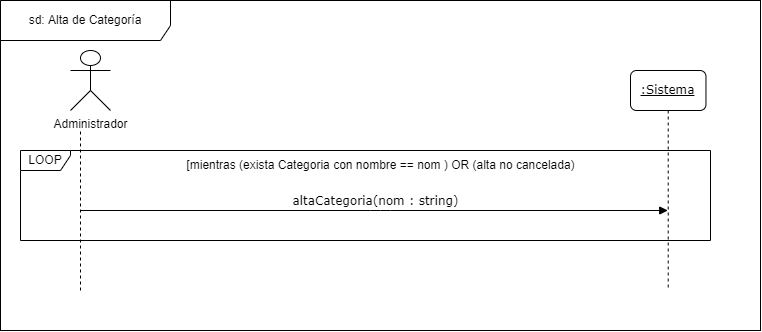 sd: Alta de Categoría
Administrador
:Sistema
LOOP
[mientras (exista Categoria con nombre == nom ) OR (alta no cancelada)
altaCategoria(nom : string)